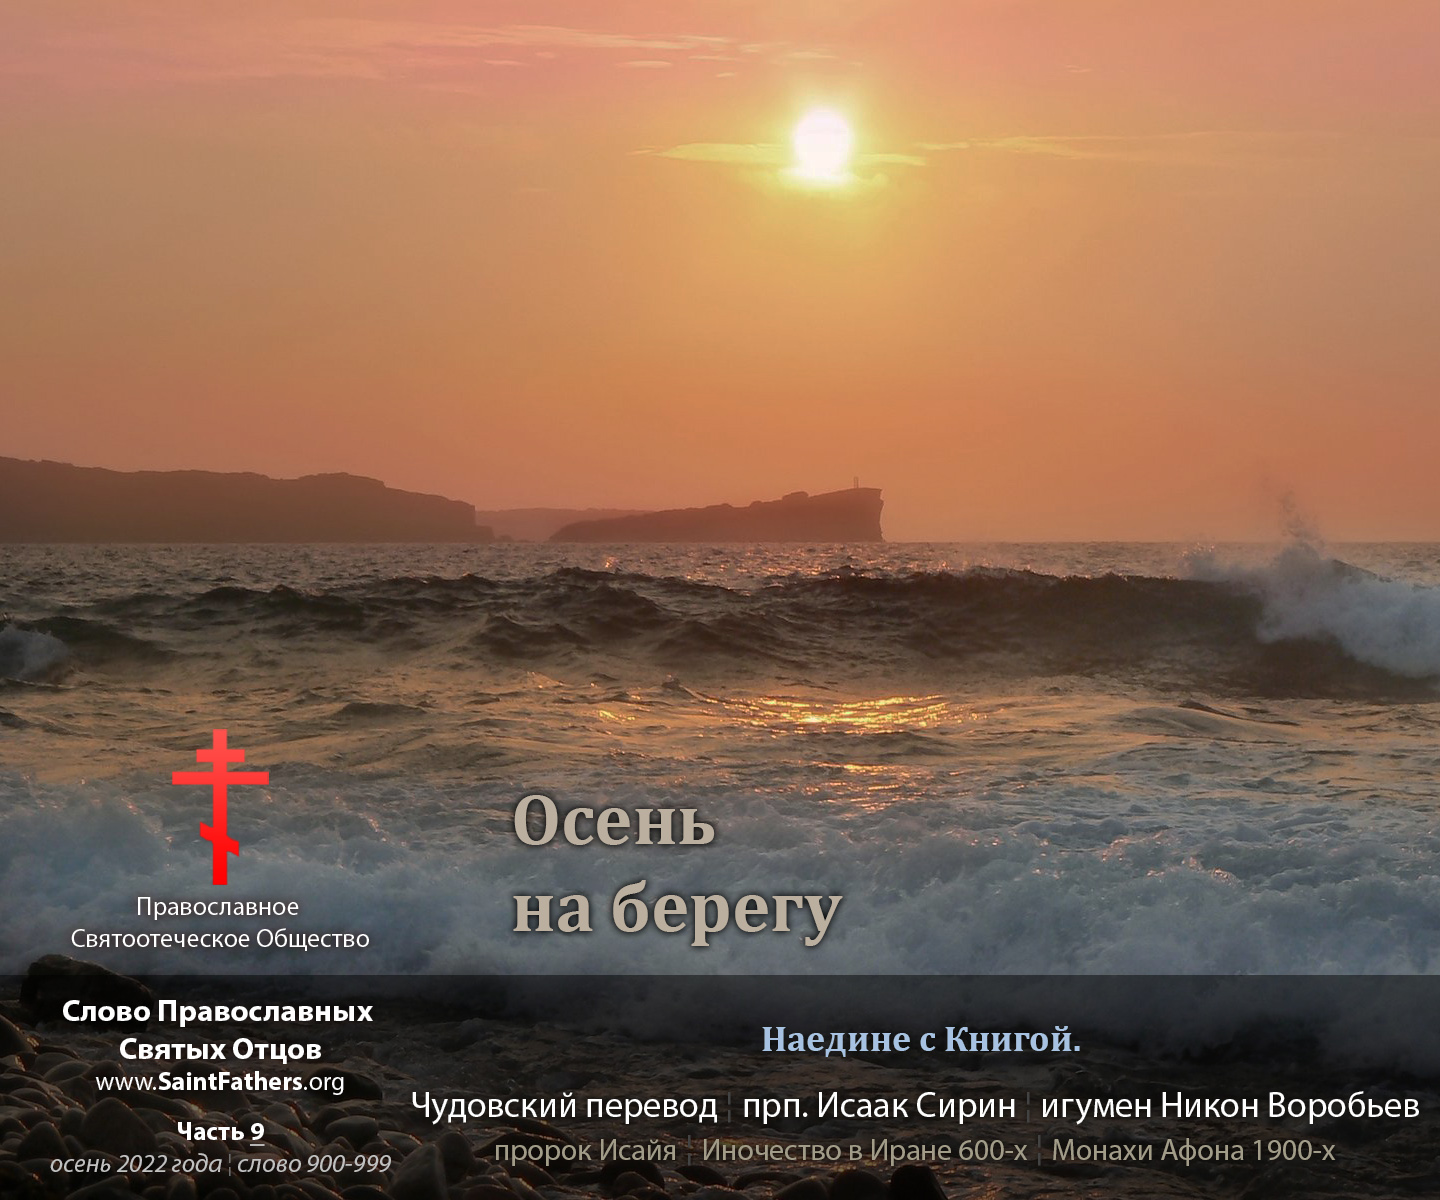 Осень
на берегу
Православное
Святоотеческое Общество
Слово Православных
Святых Отцов
www.SaintFathers.org
Часть 9
осень 2022 года | слово 900-999
Наедине с Книгой.
Чудовский перевод | прп. Исаак Сирин | игумен Никон Воробьев
пророк Исайя | Иночество в Иране 600-х | Монахи Афона 1900-х